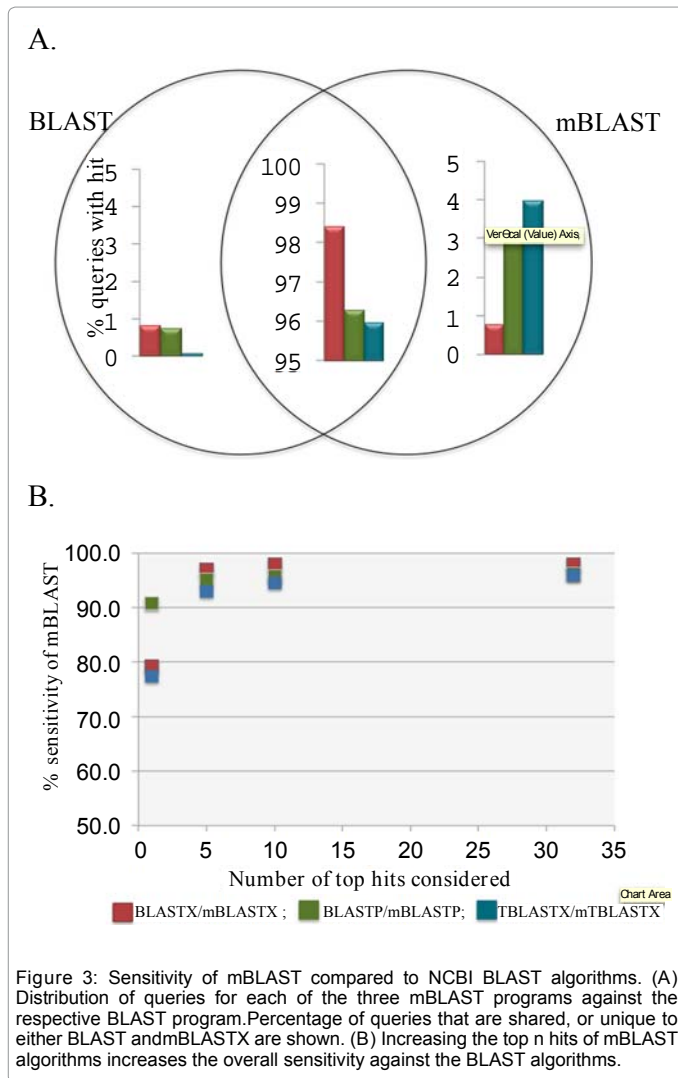 A.
BLAST
mBLAST
% queries with hit
5
4
3
2
1
0
100
99
98
97
96
95
5
4
3
2
1
0
VerƟcal (Value) Axis
B.
% sensitivity of mBLAST
100.0
90.0
80.0
70.0
60.0
50.0
0 5 10 15 20 25 30 35
Number of top hits considered
Chart Area
BLASTX/mBLASTX ; BLASTP/mBLASTP; TBLASTX/mTBLASTX
Figure 3: Sensitivity of mBLAST compared to NCBI BLAST algorithms. (A)
Distribution of queries for each of the three mBLAST programs against the
respective BLAST program.Percentage of queries that are shared, or unique to
either BLAST andmBLASTX are shown. (B) Increasing the top n hits of mBLAST
algorithms increases the overall sensitivity against the BLAST algorithms.